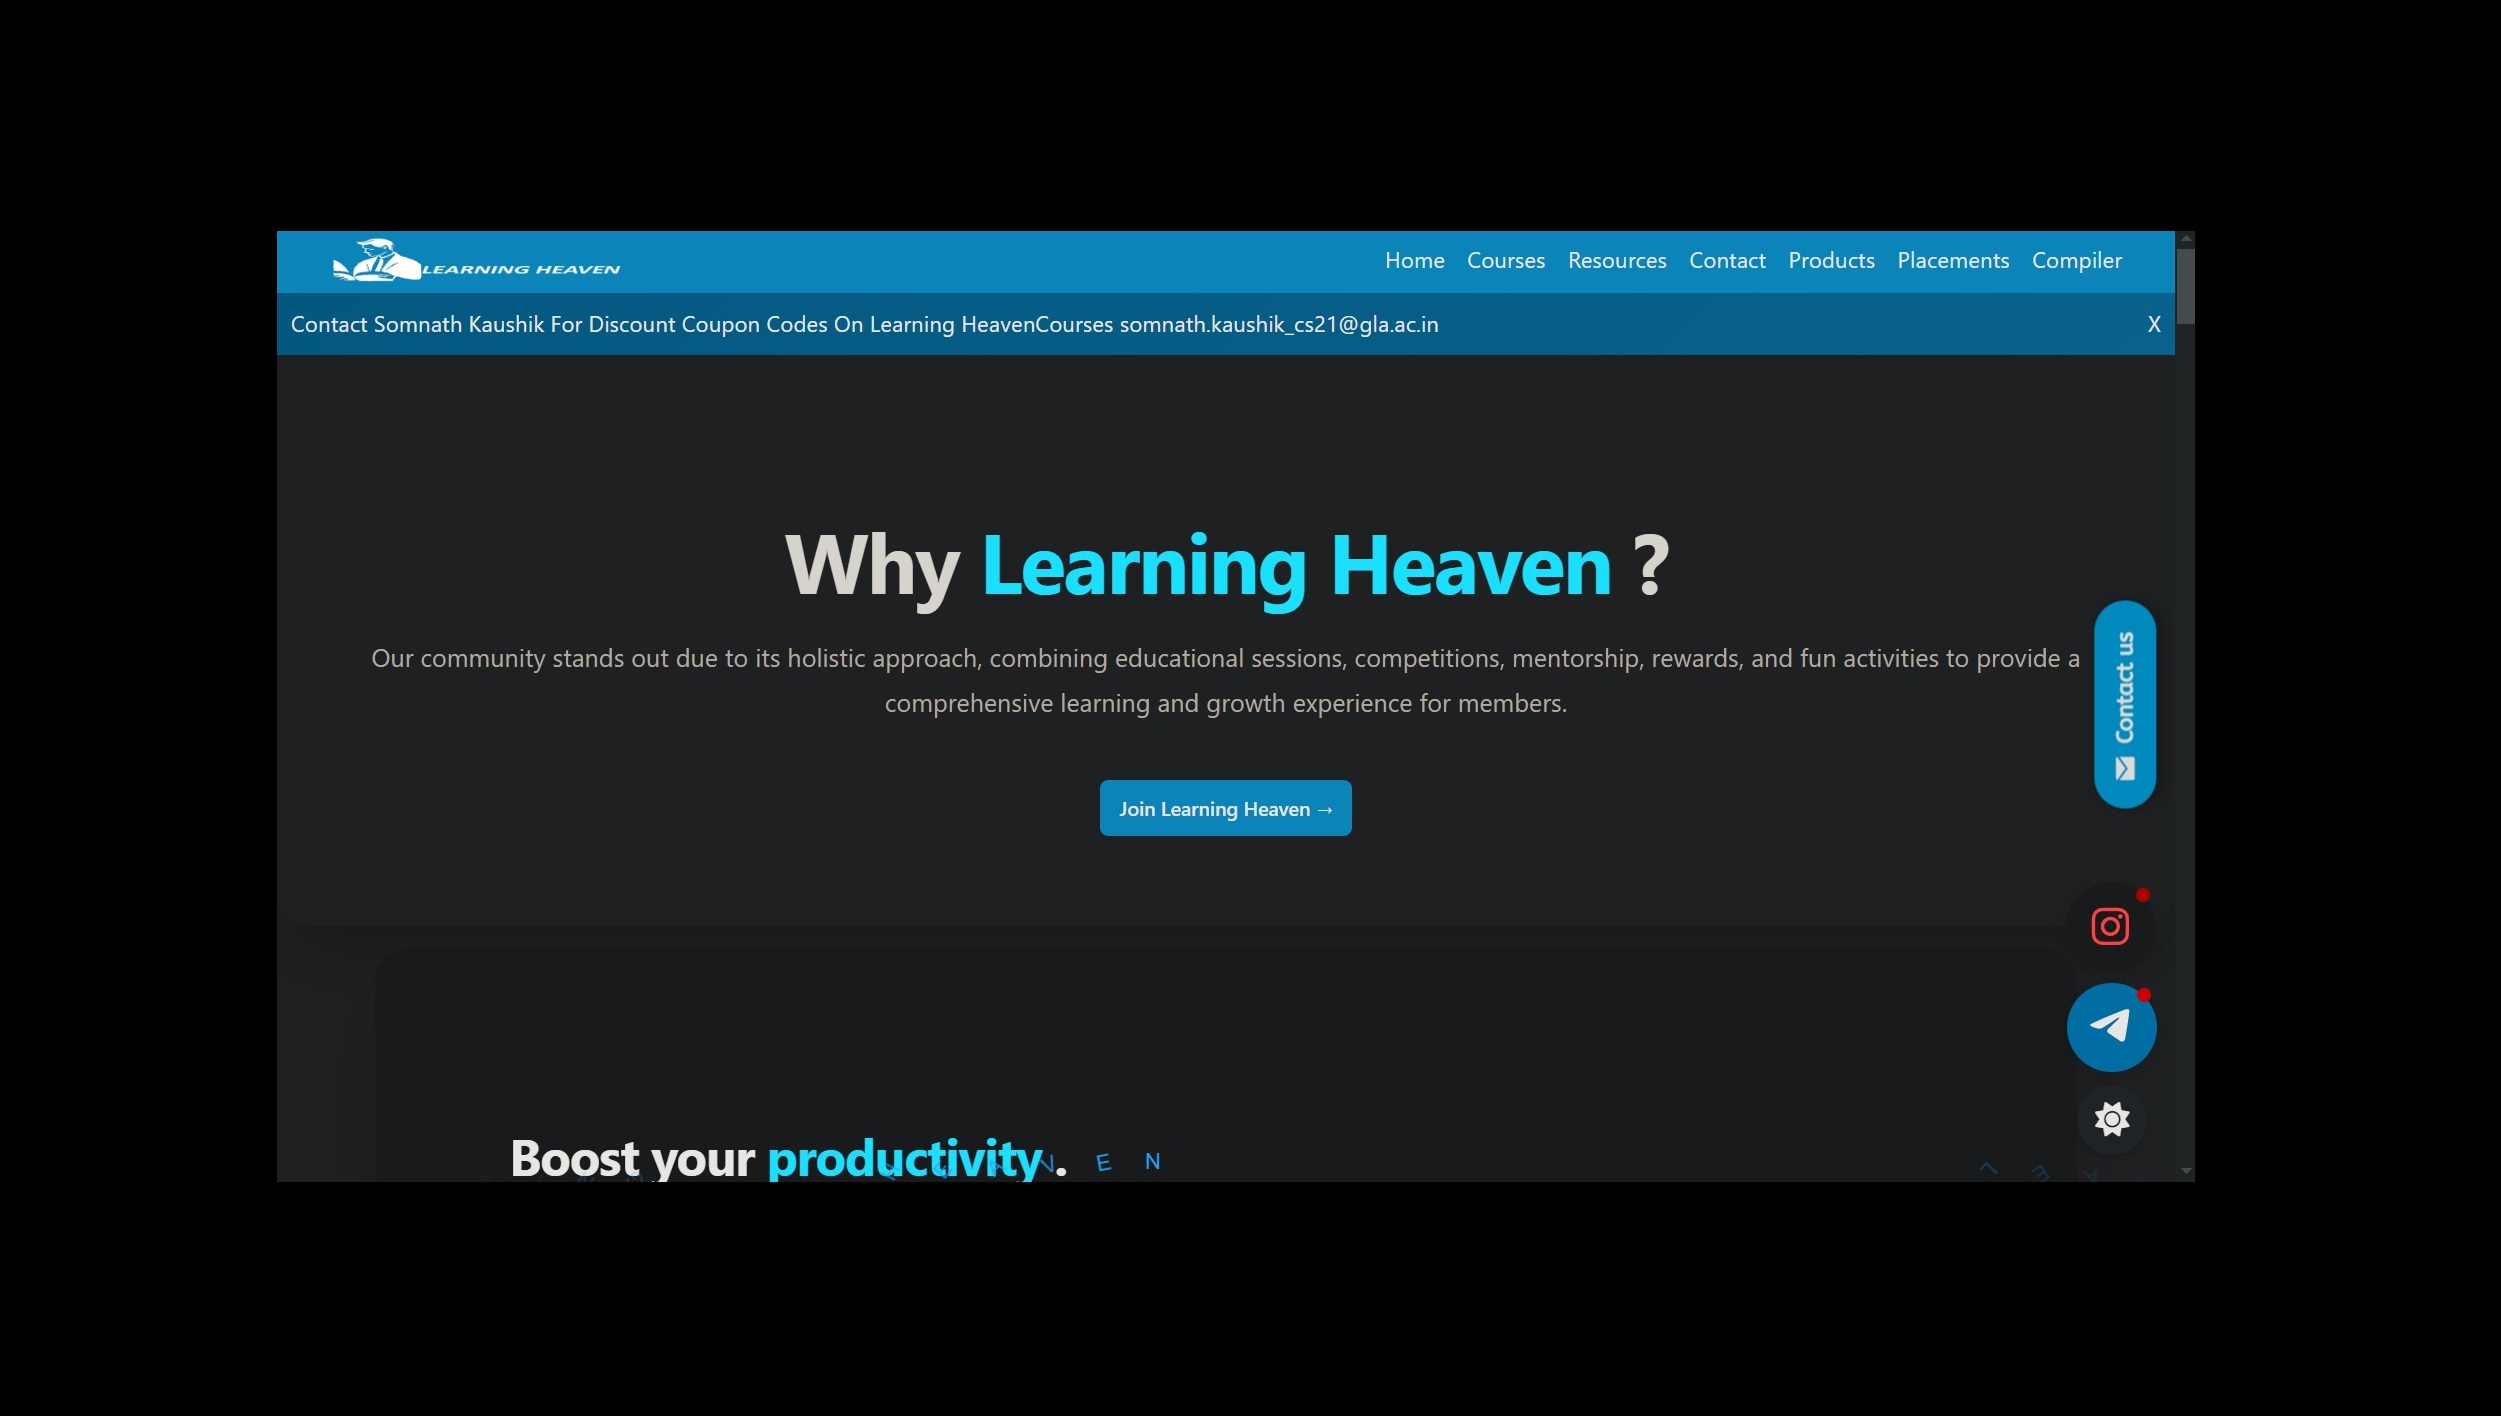 LEARNING HEAVEN
Home Courses Resources Contact Products Placements Compiler
Contact Somnath Kaushik For Discount Coupon Codes On Learning HeavenCourses somnath.kaushik_cs21@gla.ac.in X
Why Learning Heaven ?
Our community stands out due to its holistic approach, combining educational sessions, competitions, mentorship, rewards, and fun activities to provide a
comprehensive learning and growth experience for members.
Contact us
Join Learning Heaven →
Boost your productivity .
H E A V E N